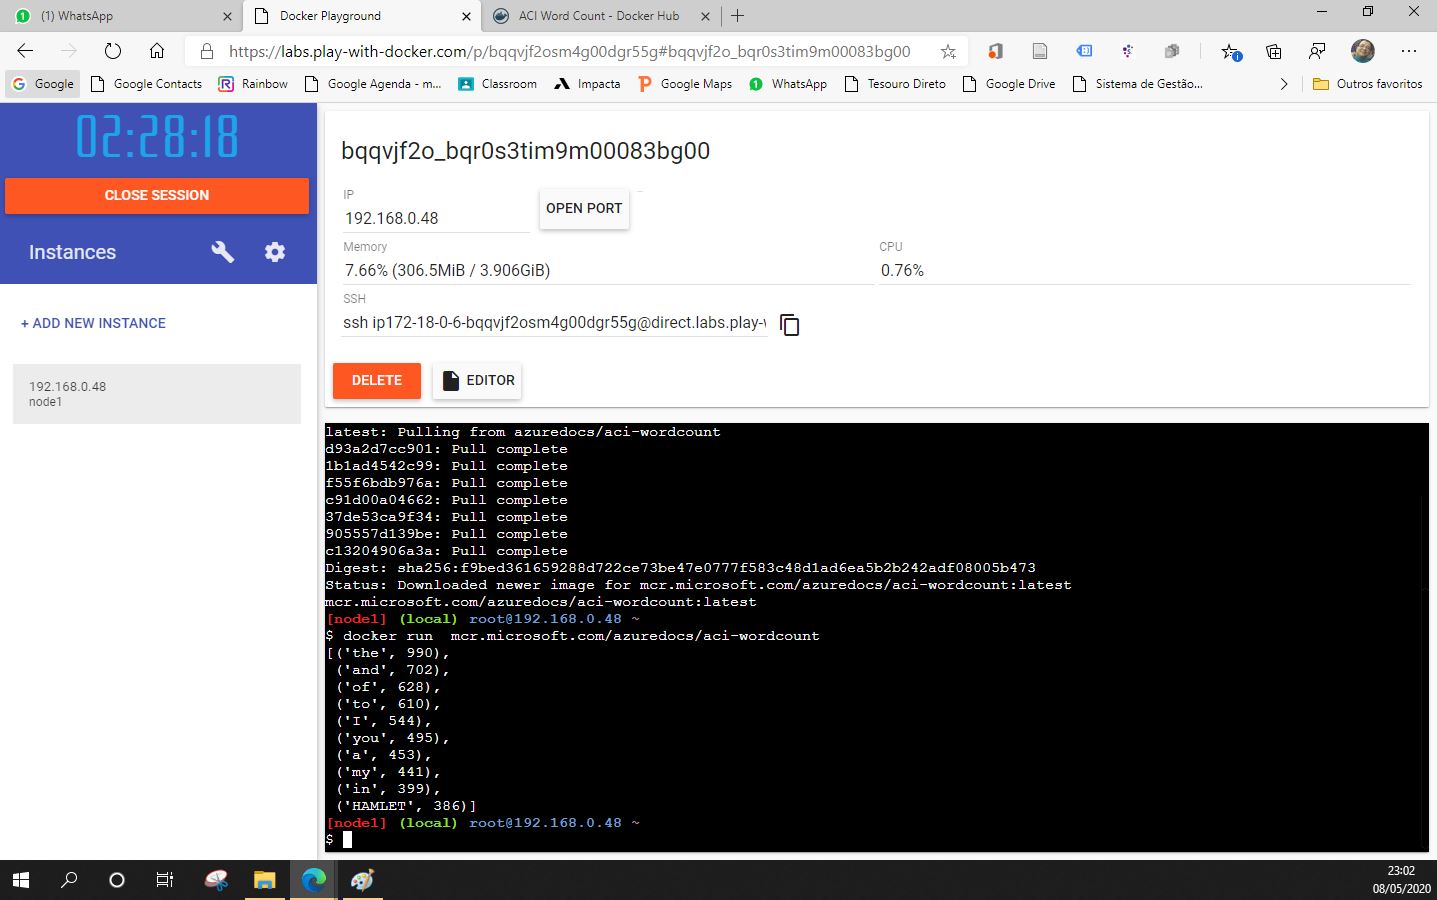 (1) WhatsApp
Docker Playground
ACI Word Count - Docker Hub
https://labs.play-with-docker.com/p/bqqvjf2osm4g00dgr55g#bqqvjf2o_bqr0s3tim9m00083bg00
Google
Google Contacts
Rainbow
Google Agenda - m...
Classroom
Impacta
Google Maps
WhatsApp
Tesouro Direto
Google Drive
Sistema de Gestão...
Outros favoritos
02:28:18
CLOSE SESSION
Instances
+ ADD NEW INSTANCE
192.168.0.48
node1
bqqvjf2o_bqr0s3tim9m00083bg00
IP
192.168.0.48
OPEN PORT
Memory
7.66% (306.5MiB / 3.906GiB)
CPU
0.76%
SSH
ssh ip172-18-0-6-bqqvjf2osm4g00dgr55g@direct.labs.play-
DELETE
EDITOR
latest: Pulling from azuredocs/aci-wordcount
d93a2d7cc901: Pull complete
1b1ad4542c99: Pull complete
f55f6bdb976a: Pull complete
c91d00a04662: Pull complete
37de53ca9f34: Pull complete
905557d139be: Pull complete
c13204906a3a: Pull complete
Digest: sha256:f9bed361659288d722ce73be47e0777f583c48d1ad6ea5b2b242adf08005b473
Status: Downloaded newer image for mcr.microsoft.com/azuredocs/aci-wordcount:latest
mcr.microsoft.com/azuredocs/aci-wordcount:latest
[node1] (local) root@192.168.0.48 ~
$ docker run  mcr.microsoft.com/azuredocs/aci-wordcount
[('the', 990),
('and', 702),
('of', 628),
('to', 610),
('I', 544),
('you', 495),
('a', 453),
('my', 441),
('in', 399),
('HAMLET', 386)]
[node1] (local) root@192.168.0.48 ~
$
23:02
08/05/2020